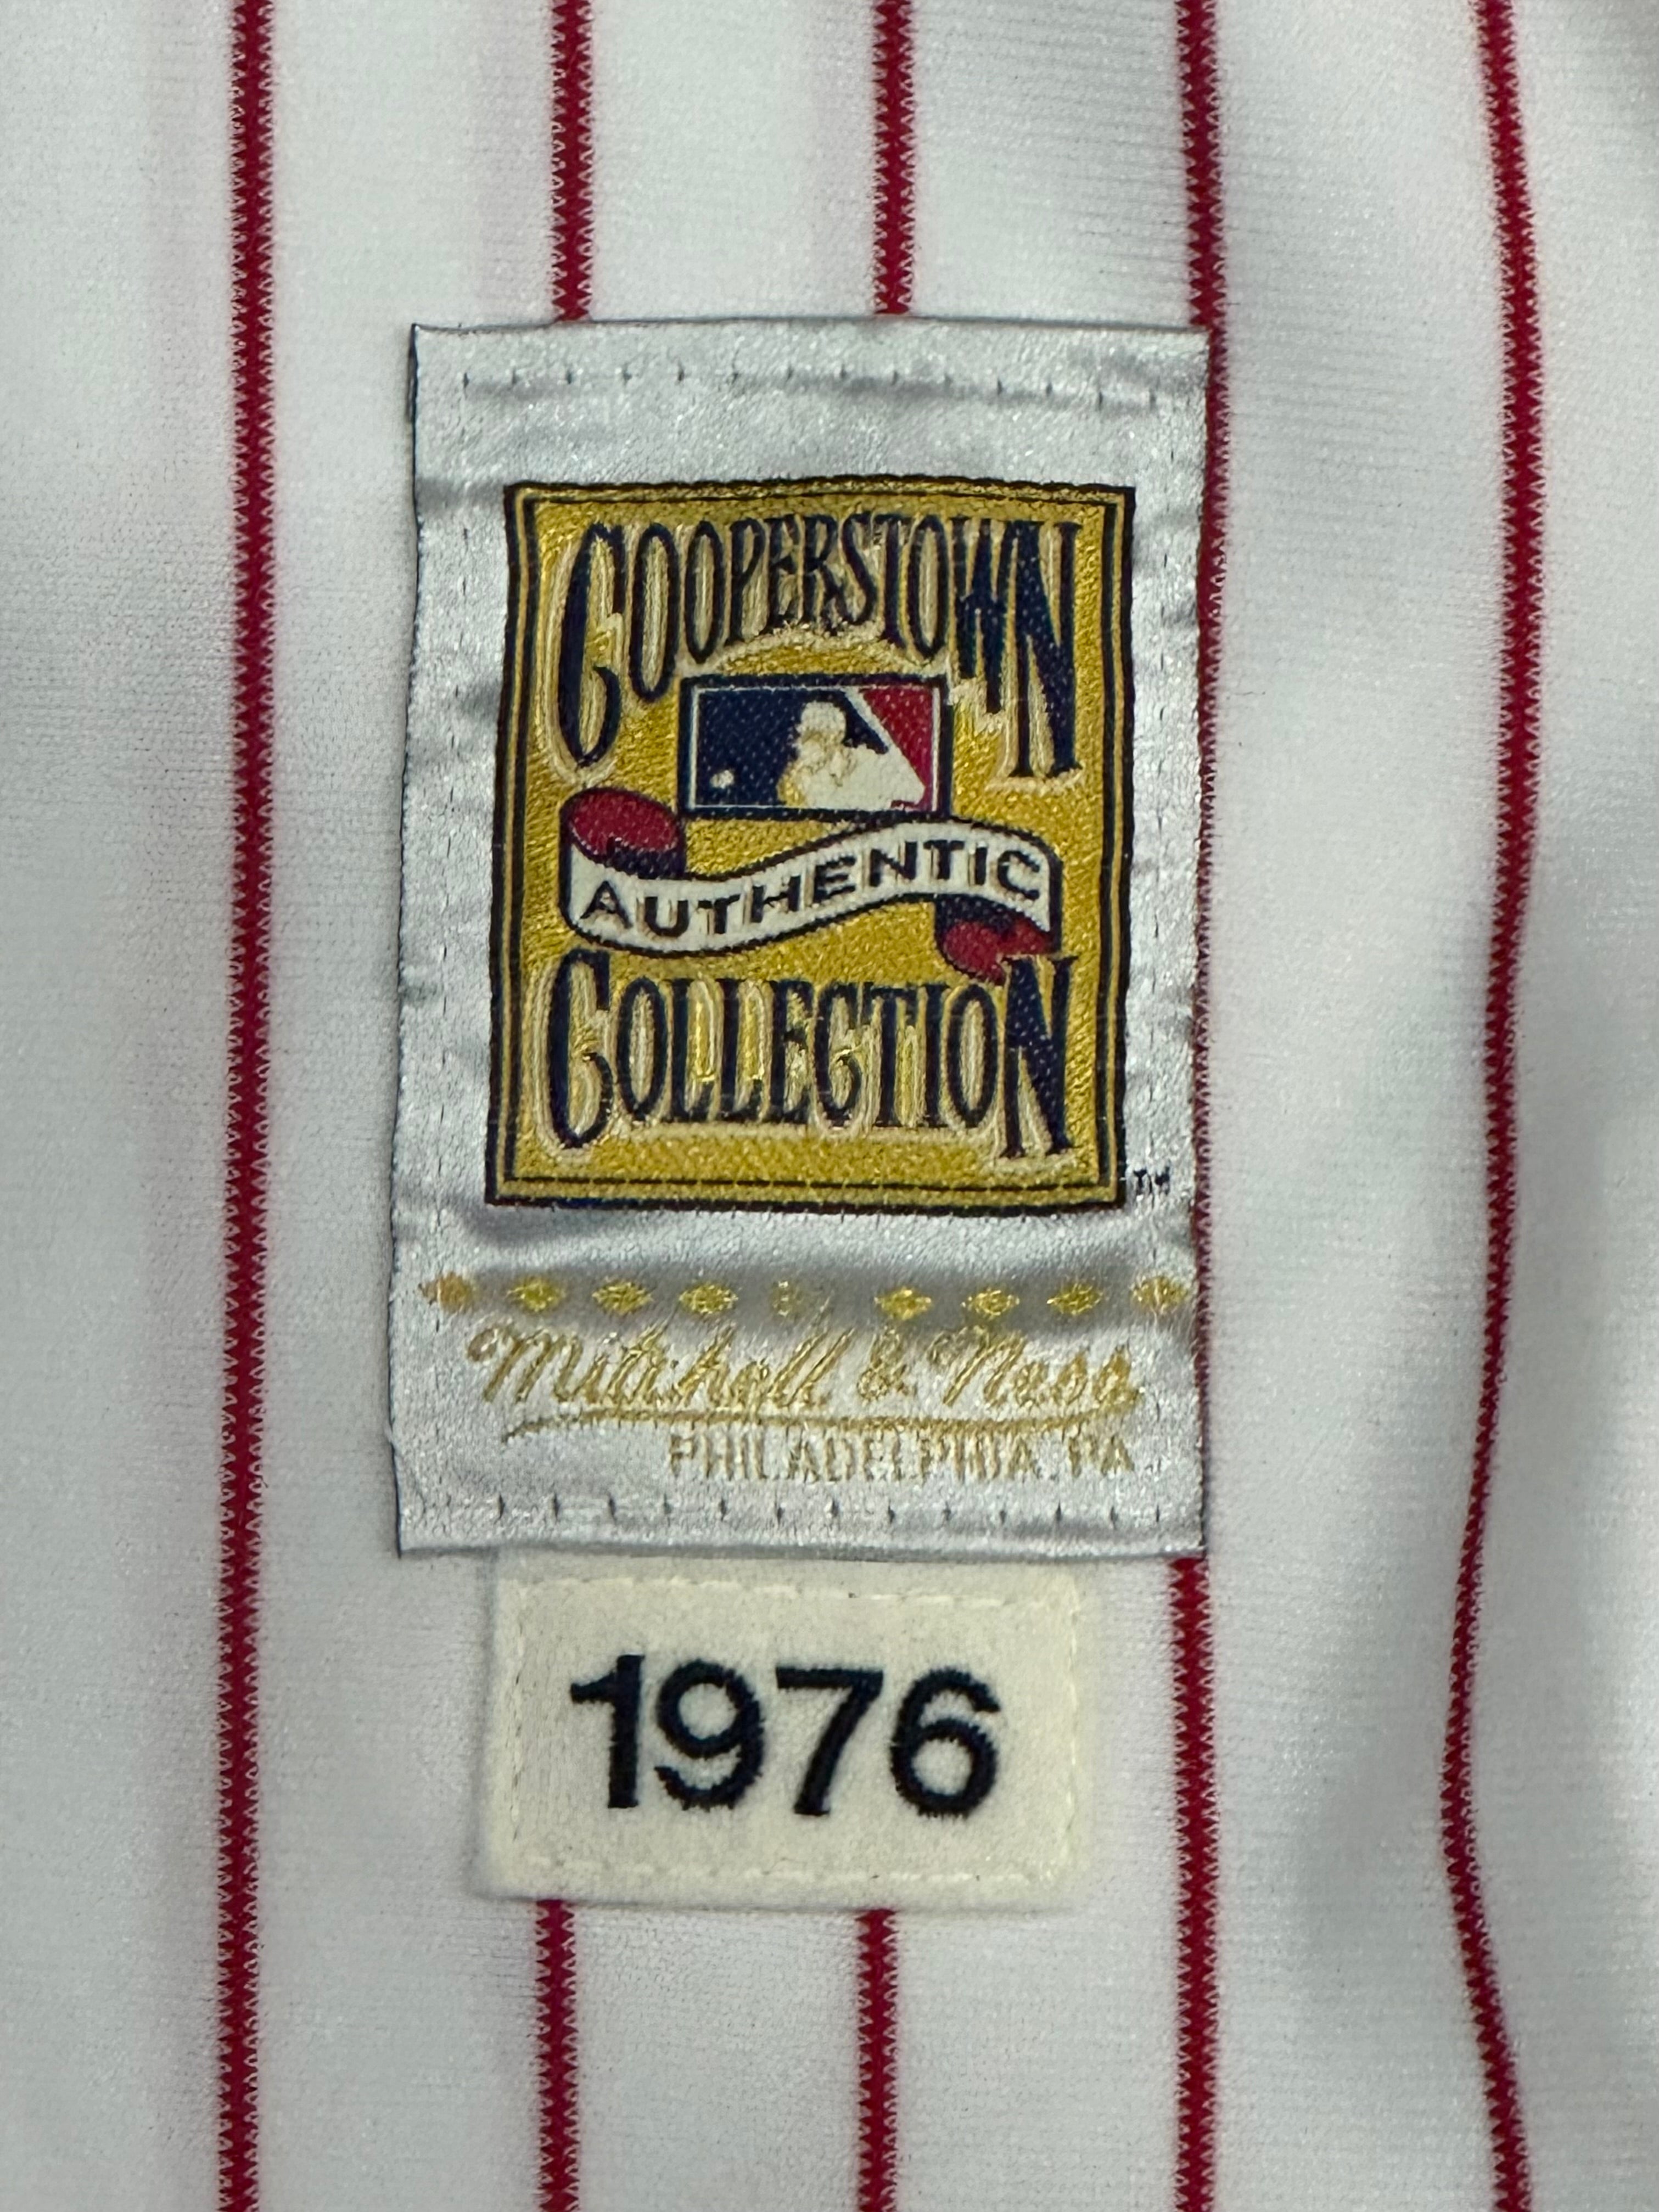 COOPERSTOWN
AUTHENTIC
COLLECTION
TM
Mitchell & Ness
PHILADELPHIA, PA
1976